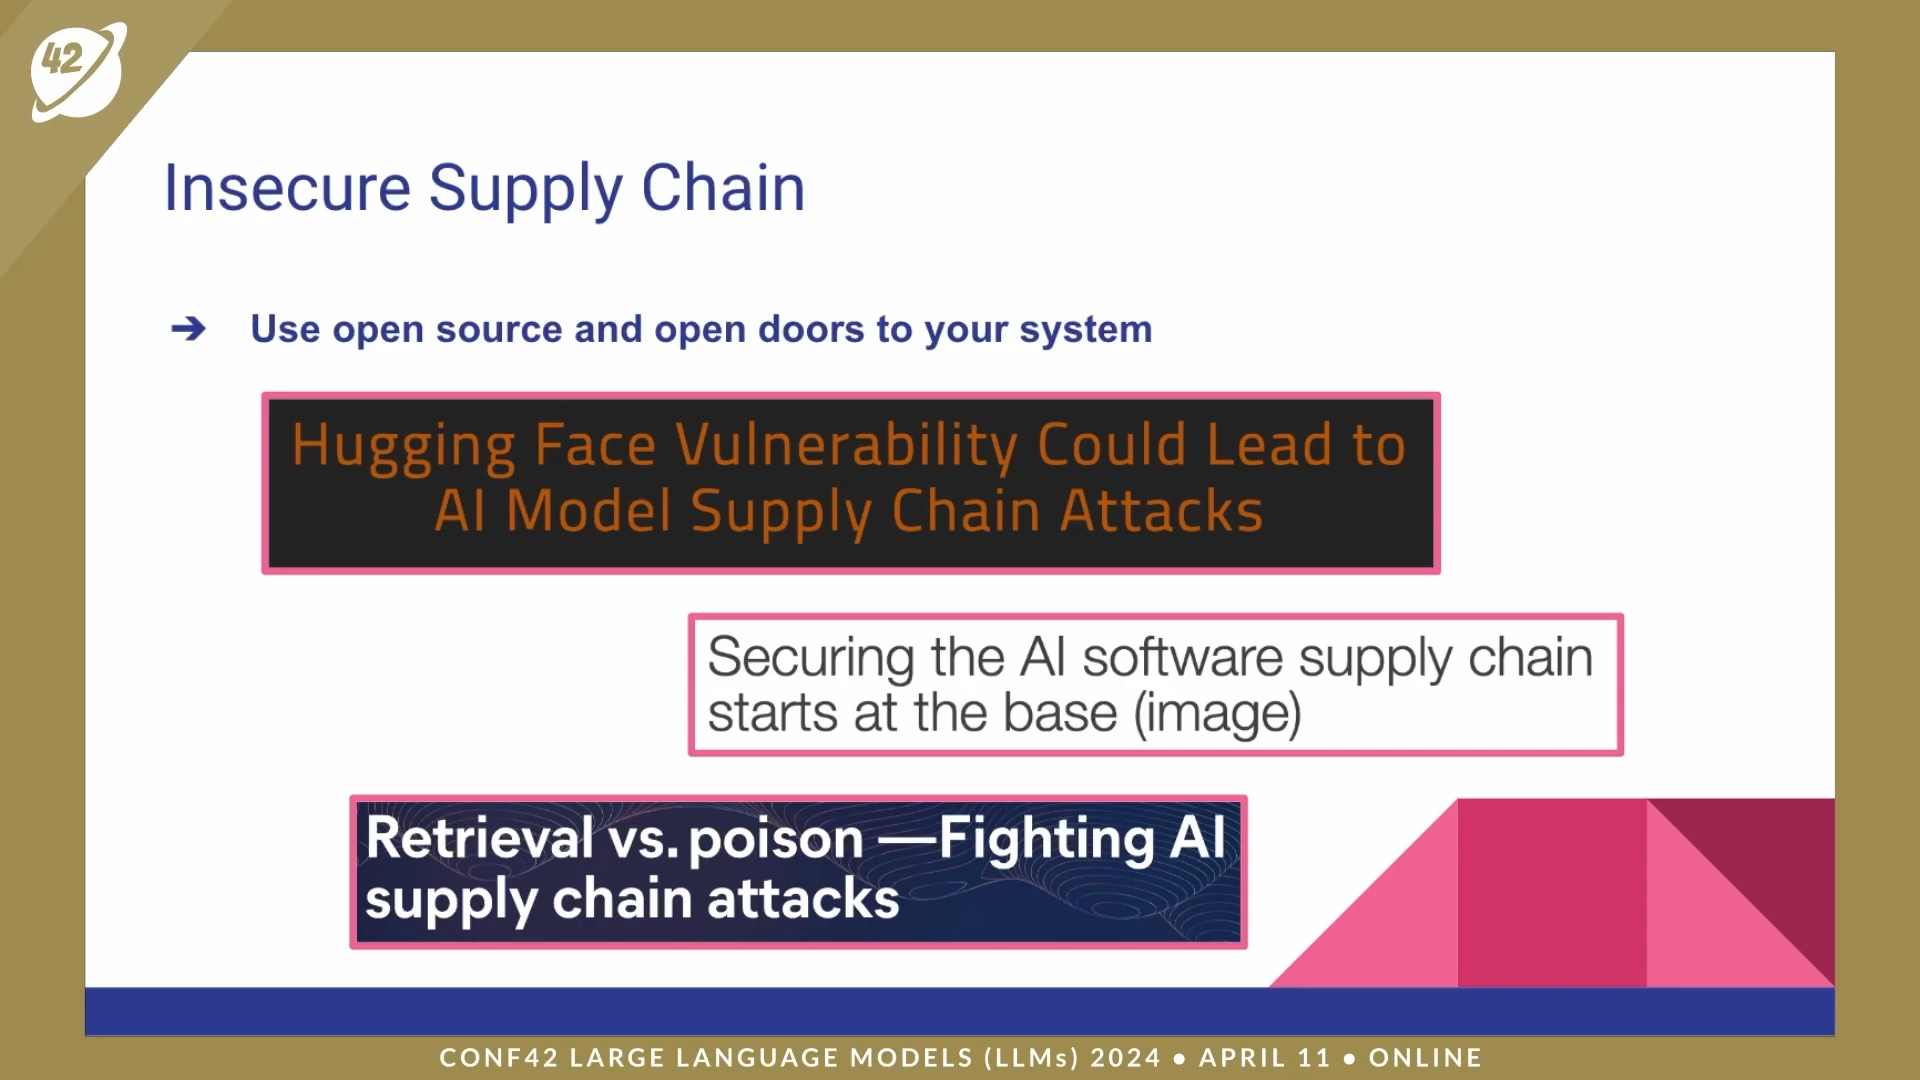 42
Insecure Supply Chain
➔ Use open source and open doors to your system
Hugging Face Vulnerability Could Lead to
AI Model Supply Chain Attacks
Securing the AI software supply chain
starts at the base (image)
Retrieval vs. poison —Fighting AI
supply chain attacks
CONF42 LARGE LANGUAGE MODELS (LLMs) 2024 ● APRIL 11 ● ONLINE